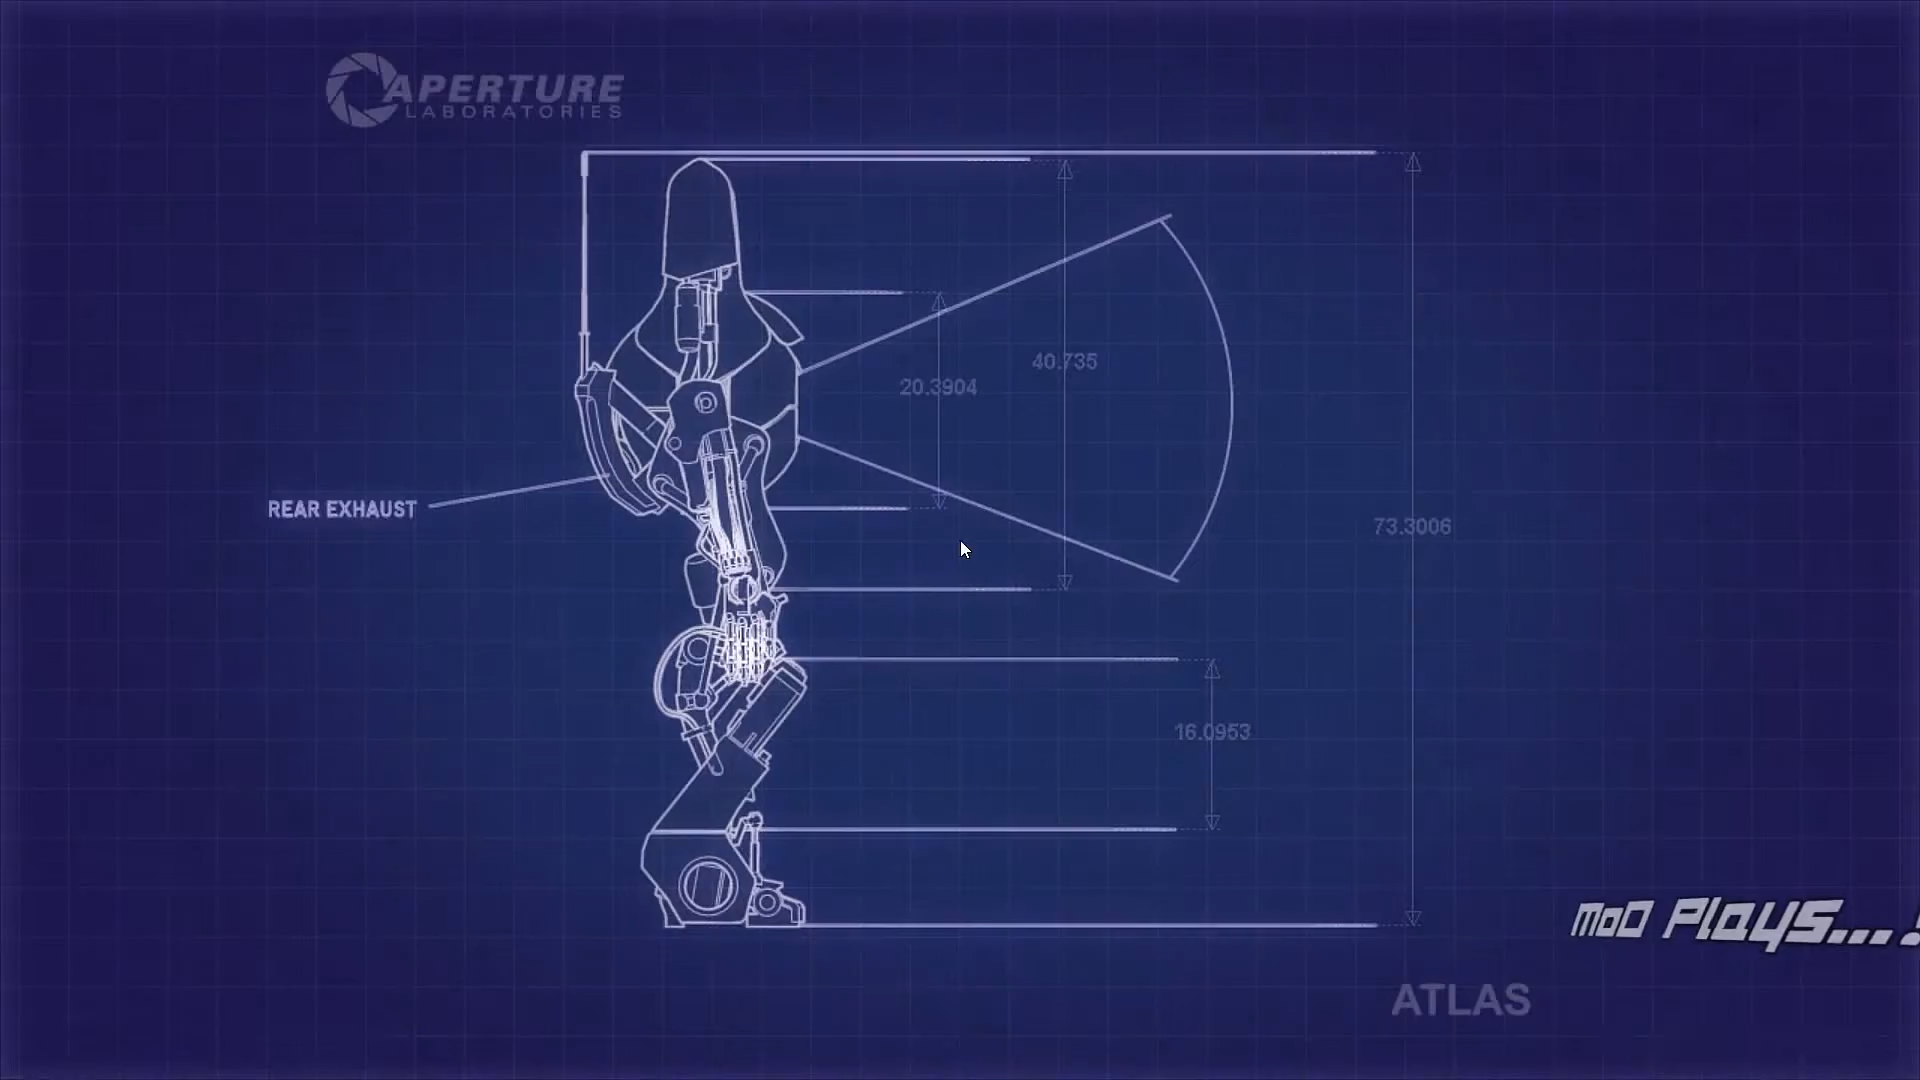 APERTURE
LABORATORIES
40.735
20.3904
REAR EXHAUST
73.3006
16.0953
MoD Plays...!
ATLAS